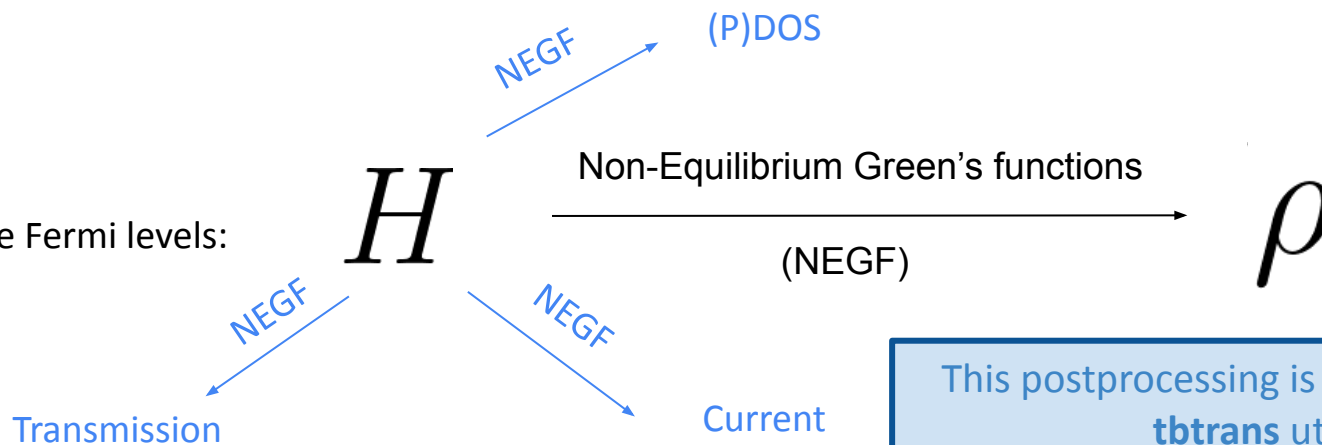 (P)DOS
NEGF
Non-Equilibrium Green's functions
H
ρ
e Fermi levels:
(NEGF)
NEGF
NEGF
This postprocessing is
tbtrans ut
Transmission
Current